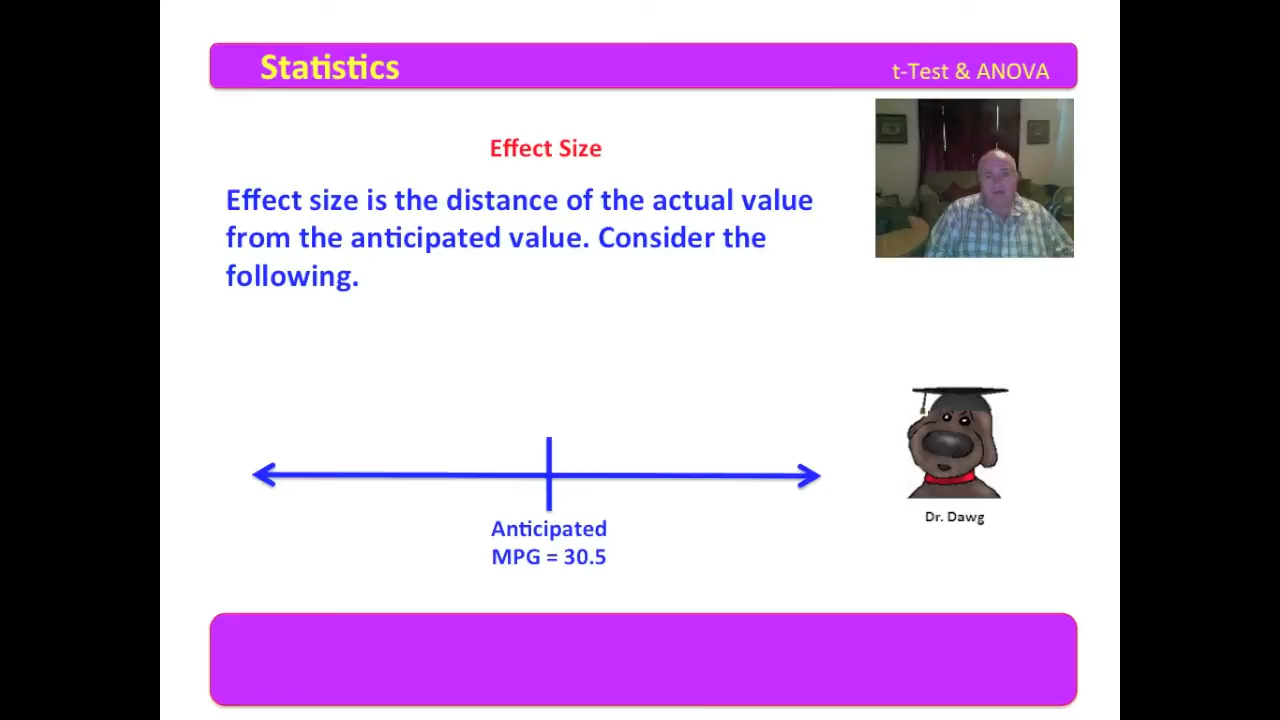 Statistics
t-Test & ANOVA
Effect Size
Effect size is the distance of the actual value
from the anticipated value. Consider the
following.
Anticipated
MPG = 30.5
Dr. Dawg